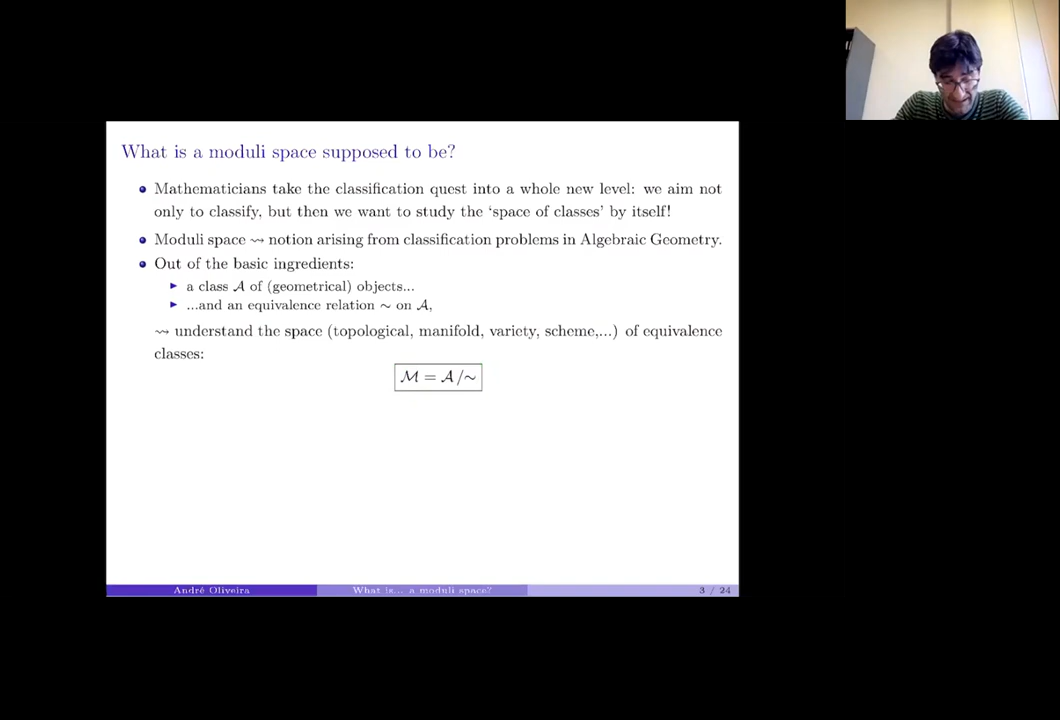 What is a moduli space supposed to be?
Mathematicians take the classification quest into a whole new level: we aim not
only to classify, but then we want to study the ‘space of classes’ by itself!
Moduli space ⇝ notion arising from classification problems in Algebraic Geometry.
Out of the basic ingredients:
a class 𝒜 of (geometrical) objects...
...and an equivalence relation ∼ on 𝒜,
⇝ understand the space (topological, manifold, variety, scheme,...) of equivalence
classes:
ℳ = 𝒜/∼
André Oliveira What is... a moduli space? 3 / 24